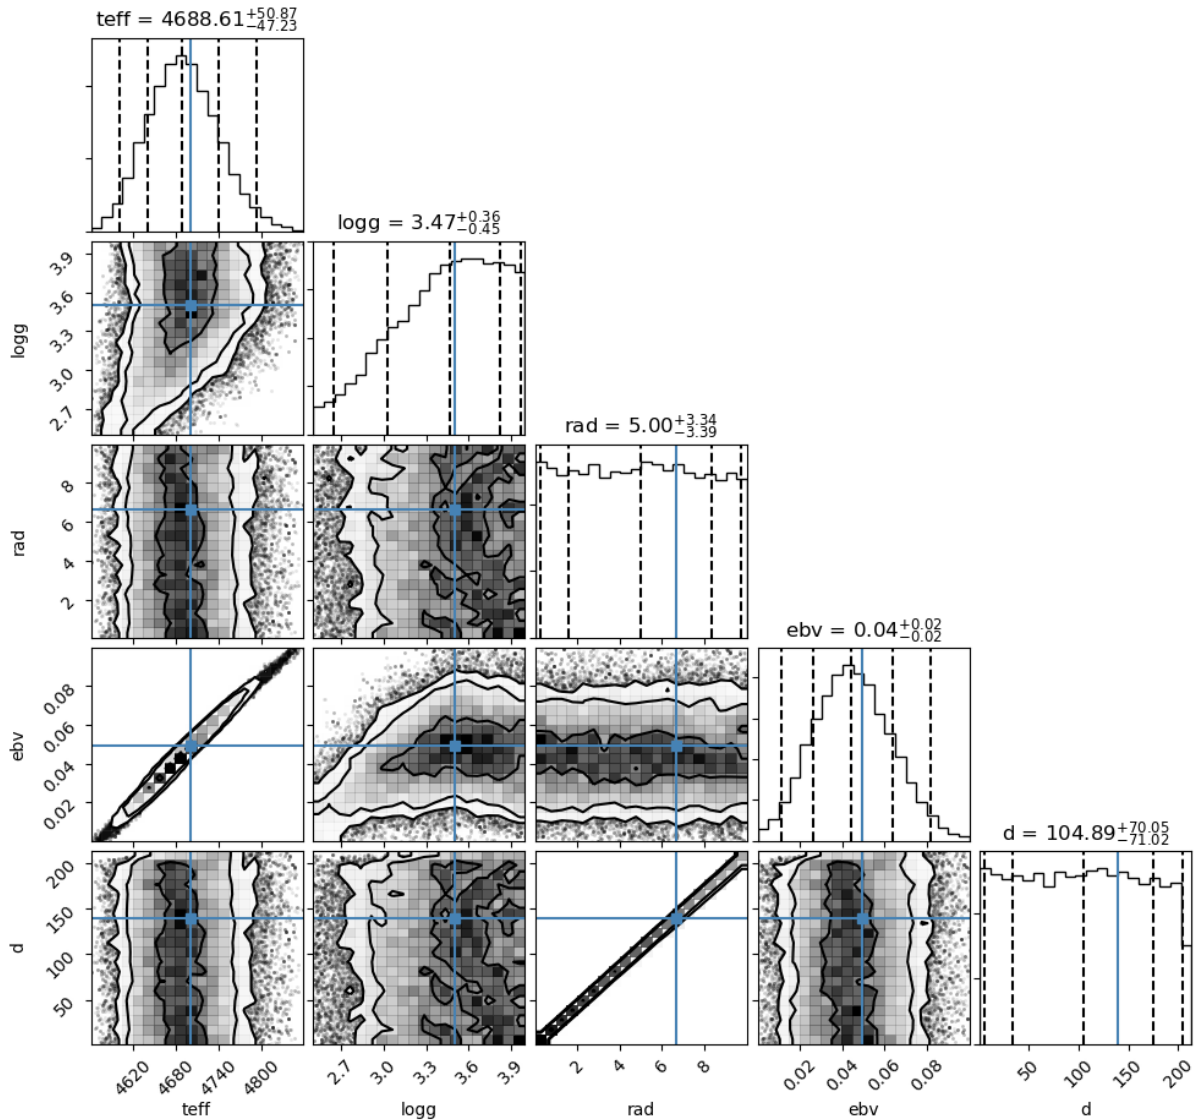 teff = 4688.61 +50.87 −47.23
logg = 3.47 +0.36 −0.45
3.9
3.6
3.3
3.0
2.7
logg
rad = 5.00 +3.34 −3.39
8
6
4
2
rad
ebv = 0.04 +0.02 −0.02
0.08
0.06
0.04
0.02
ebv
d = 104.89 +70.05 −71.02
200
150
100
50
d
4620 4680 4740 4800
2.7 3.0 3.3 3.6 3.9
2 4 6 8
0.02 0.04 0.06 0.08
50 100 150 200
teff logg rad ebv d